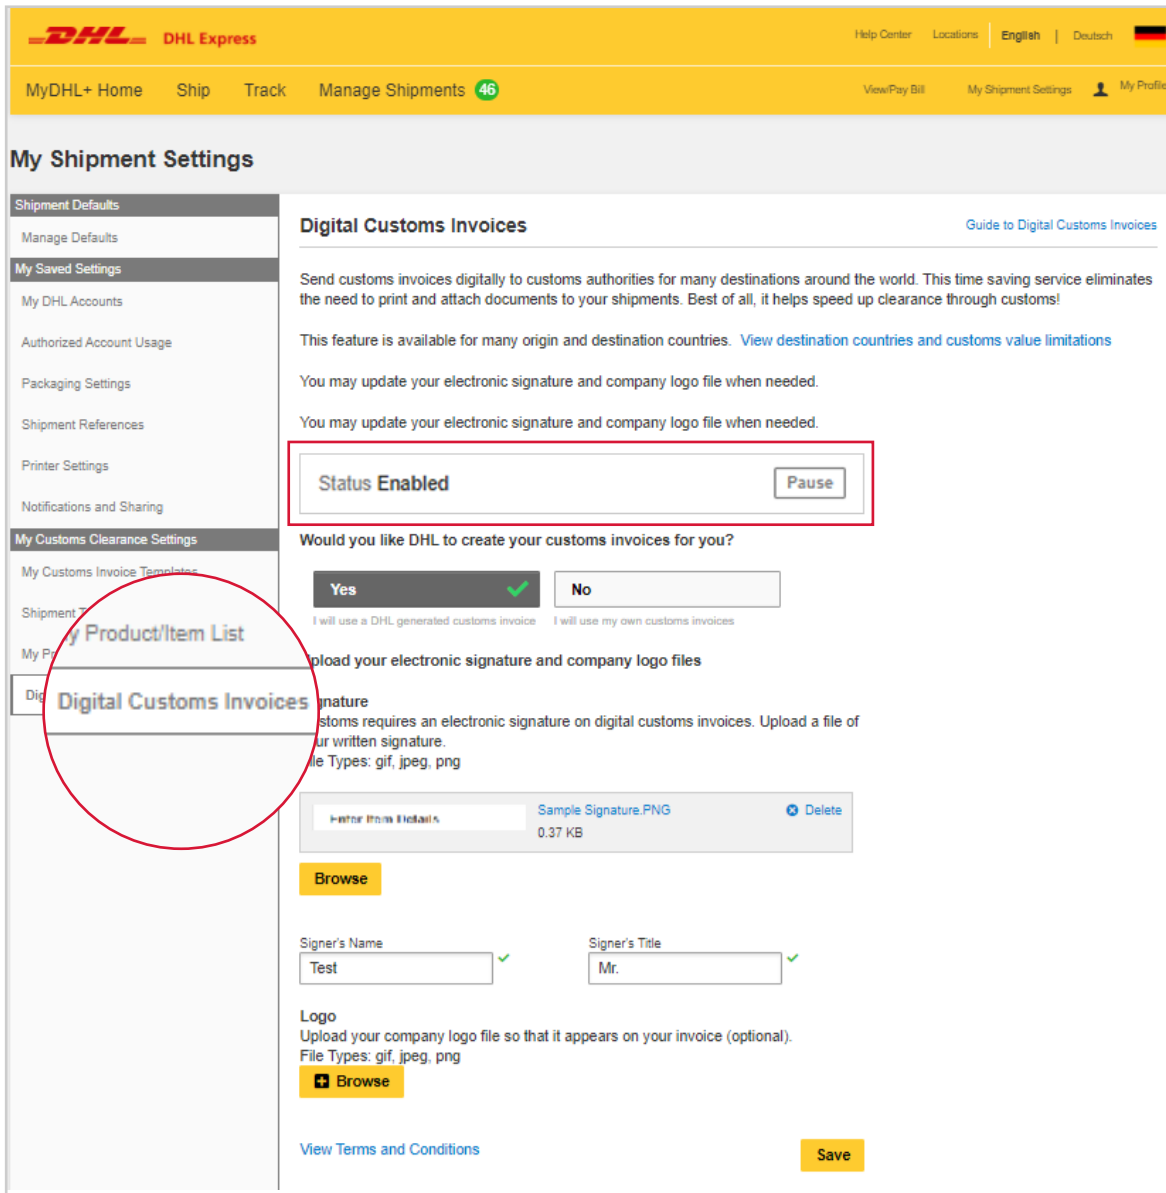 DHL DHL Express
Help Center Locations English | Deutsch
MyDHL+ Home Ship Track Manage Shipments 46
View/Pay Bill My Shipment Settings My Profile
My Shipment Settings
Shipment Defaults
Manage Defaults
My Saved Settings
My DHL Accounts
Authorized Account Usage
Packaging Settings
Shipment References
Printer Settings
Notifications and Sharing
My Customs Clearance Settings
My Customs Invoice Templates
Shipment
My
Product/Item List
Digital Customs Invoices
Digital Customs Invoices
Guide to Digital Customs Invoices
Send customs invoices digitally to customs authorities for many destinations around the world. This time saving service eliminates
the need to print and attach documents to your shipments. Best of all, it helps speed up clearance through customs!
This feature is available for many origin and destination countries. View destination countries and customs value limitations
You may update your electronic signature and company logo file when needed.
You may update your electronic signature and company logo file when needed.
Status Enabled
Pause
Would you like DHL to create your customs invoices for you?
Yes
No
I will use a DHL generated customs invoice
I will use my own customs invoices
pload your electronic signature and company logo files
gnature
stoms requires an electronic signature on digital customs invoices. Upload a file of
ur written signature.
le Types: gif, jpeg, png
Enter Item Details
Sample Signature.PNG
Delete
0.37 KB
Browse
Signer's Name
Signer's Title
Test
Mr.
Logo
Upload your company logo file so that it appears on your invoice (optional).
File Types: gif, jpeg, png
Browse
View Terms and Conditions
Save